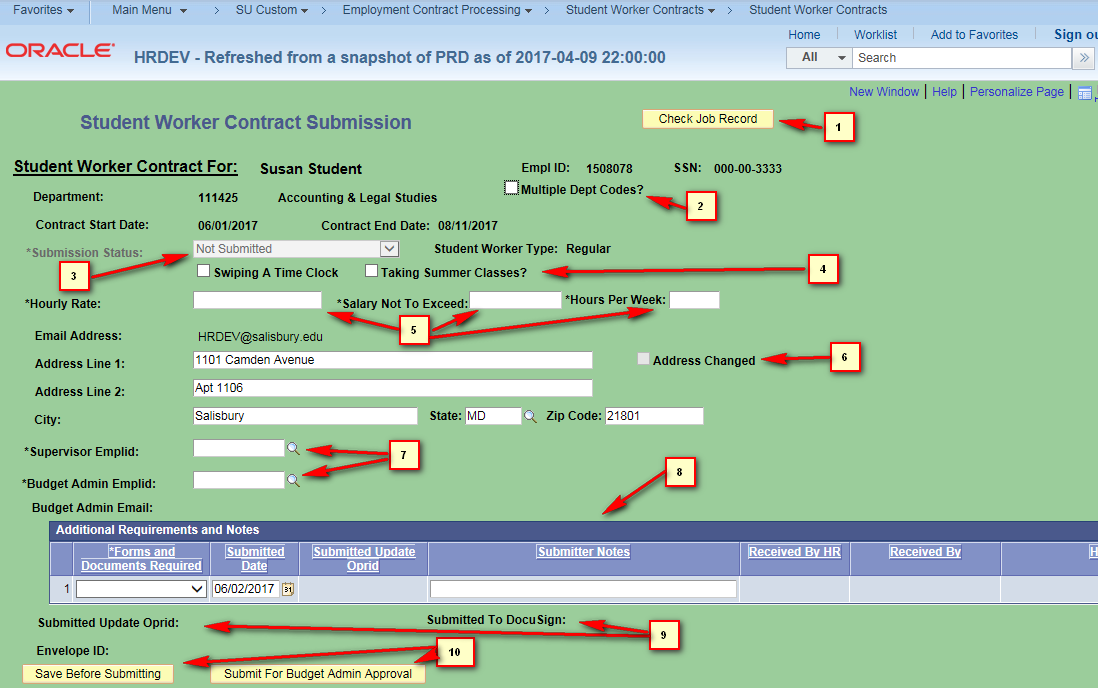 Favorites Main Menu > SU Custom > Employment Contract Processing > Student Worker Contracts > Student Worker Contracts
Home Worklist Add to Favorites Sign ou
ORACLE HRDEV - Refreshed from a snapshot of PRD as of 2017-04-09 22:00:00
All Search »
New Window Help Personalize Page
Student Worker Contract Submission Check Job Record 1
Student Worker Contract For: Susan Student Empl ID: 1508078 SSN: 000-00-3333
Multiple Dept Codes? 2
Department: 111425 Accounting & Legal Studies
Contract Start Date: 06/01/2017 Contract End Date: 08/11/2017
*Submission Status: Not Submitted Student Worker Type: Regular
3 Swiping A Time Clock Taking Summer Classes? 4
*Hourly Rate: *Salary Not To Exceed: *Hours Per Week:
5
Email Address: HRDEV@salisbury.edu
Address Line 1: 1101 Camden Avenue Address Changed 6
Address Line 2: Apt 1106
City: Salisbury State: MD Zip Code: 21801
*Supervisor Emplid: 7
*Budget Admin Emplid: 8
Budget Admin Email:
Additional Requirements and Notes
*Forms and Documents Required Submitted Date Submitted Update Oprid Submitter Notes Received By HR Received By H
1 06/02/2017 31
Submitted Update Oprid: Submitted To DocuSign: 9
Envelope ID: 10
Save Before Submitting Submit For Budget Admin Approval